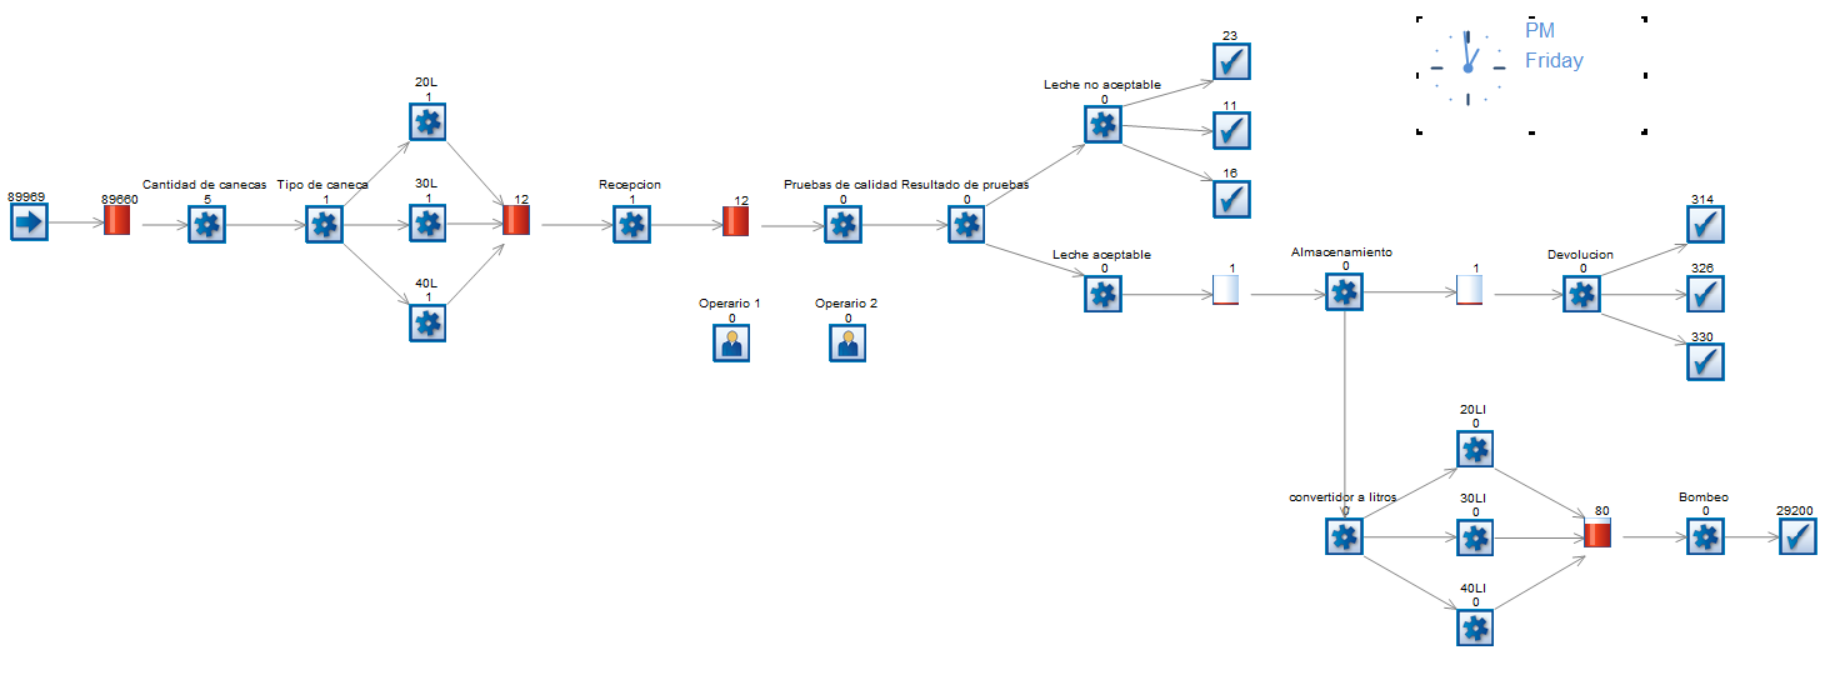 PM
Friday
23
Leche no aceptable
0
11
16
20L
1
89969
89660
Cantidad de canecas
5
Tipo de caneca
1
30L
1
12
Recepcion
1
12
Pruebas de calidad
0
Resultado de pruebas
0
40L
1
Operario 1
0
Operario 2
0
Leche aceptable
0
1
Almacenamiento
0
1
Devolucion
0
314
326
330
20LI
0
convertidor a litros
0
30LI
0
80
Bombeo
0
29200
40LI
0